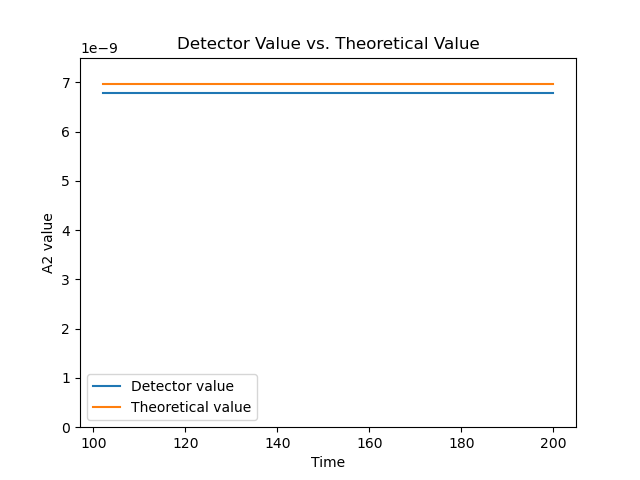 Detector Value vs. Theoretical Value
1e−9
7
6
5
4
3
2
1
0
A2 value
Detector value
Theoretical value
100 120 140 160 180 200
Time